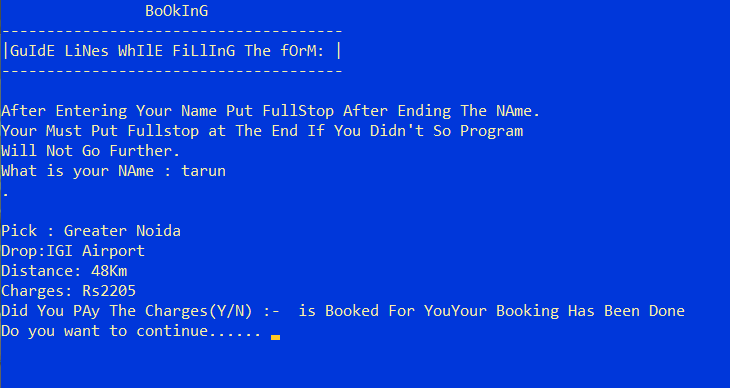 BoOkInG
--------------------------------------
|GuIdE LiNes WhIlE FiLlInG The fOrM: |
--------------------------------------
After Entering Your Name Put FullStop After Ending The NAme.
Your Must Put Fullstop at The End If You Didn't So Program
Will Not Go Further.
What is your NAme : tarun
.
Pick : Greater Noida
Drop:IGI Airport
Distance: 48Km
Charges: Rs2205
Did You PAy The Charges(Y/N) :-  is Booked For YouYour Booking Has Been Done
Do you want to continue......